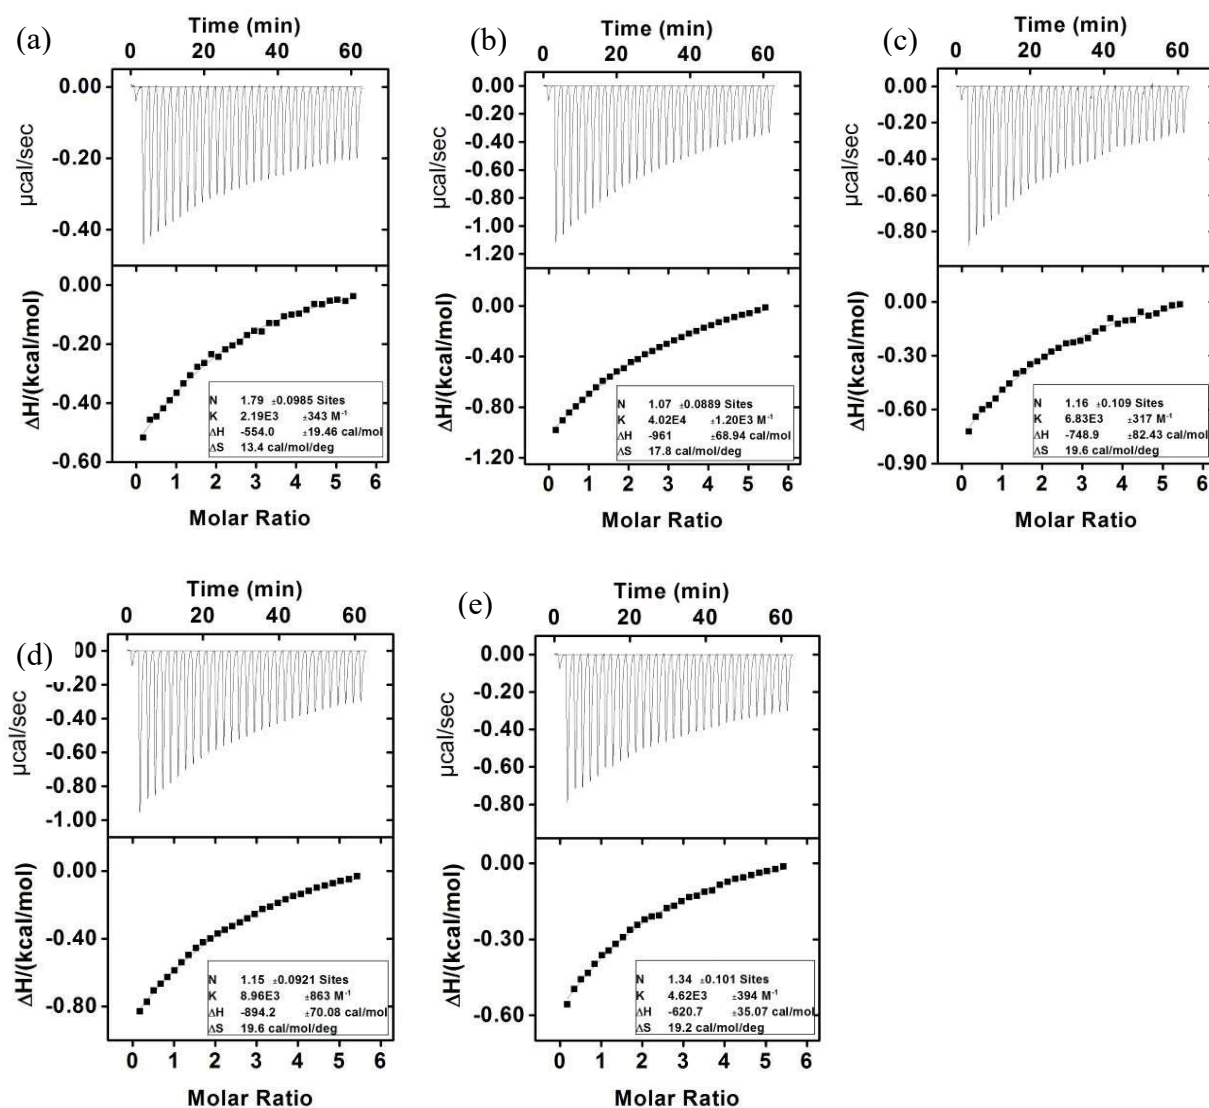 (a)
Time (min)
0 20 40 60
0.00
-0.20
-0.40
µcal/sec
0.00
-0.20
-0.40
-0.60
ΔH/(kcal/mol)
N 1.79 ±0.0985 Sites
K 2.19E3 ±343 M⁻¹
ΔH -554.0 ±19.46 cal/mol
ΔS 13.4 cal/mol/deg
0 1 2 3 4 5 6
Molar Ratio
(b)
Time (min)
0 20 40 60
0.00
-0.20
-0.40
-0.60
-0.80
-1.00
-1.20
µcal/sec
0.00
-0.40
-0.80
-1.20
ΔH/(kcal/mol)
N 1.07 ±0.0889 Sites
K 4.02E4 ±1.20E3 M⁻¹
ΔH -961 ±68.94 cal/mol
ΔS 17.8 cal/mol/deg
0 1 2 3 4 5 6
Molar Ratio
(c)
Time (min)
0 20 40 60
0.00
-0.20
-0.40
-0.60
-0.80
µcal/sec
0.00
-0.30
-0.60
-0.90
ΔH/(kcal/mol)
N 1.16 ±0.109 Sites
K 6.83E3 ±317 M⁻¹
ΔH -748.9 ±82.43 cal/mol
ΔS 19.6 cal/mol/deg
0 1 2 3 4 5 6
Molar Ratio
(d)
Time (min)
0 20 40 60
.00
-0.20
-0.40
-0.60
-0.80
-1.00
µcal/sec
0.00
-0.40
-0.80
ΔH/(kcal/mol)
N 1.15 ±0.0921 Sites
K 8.96E3 ±863 M⁻¹
ΔH -894.2 ±70.08 cal/mol
ΔS 19.6 cal/mol/deg
0 1 2 3 4 5 6
Molar Ratio
(e)
Time (min)
0 20 40 60
0.00
-0.20
-0.40
-0.60
-0.80
µcal/sec
0.00
-0.30
-0.60
ΔH/(kcal/mol)
N 1.34 ±0.101 Sites
K 4.62E3 ±394 M⁻¹
ΔH -620.7 ±35.07 cal/mol
ΔS 19.2 cal/mol/deg
0 1 2 3 4 5 6
Molar Ratio